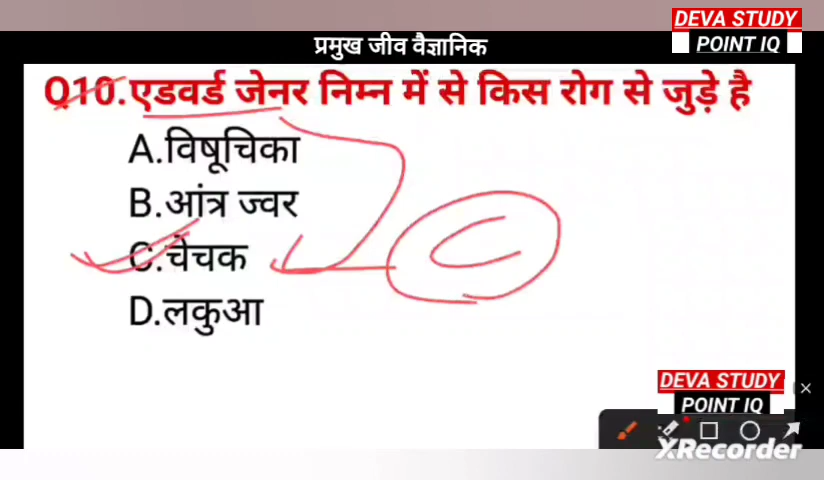 DEVA STUDY
POINT IQ
प्रमुख जीव वैज्ञानिक
Q10.एडवर्ड जेनर निम्न में से किस रोग से जुड़े है
A.विषूचिका
B.आंत्र ज्वर
C.चेचक
C
D.लकुआ
DEVA STUDY
POINT IQ
XRecorder